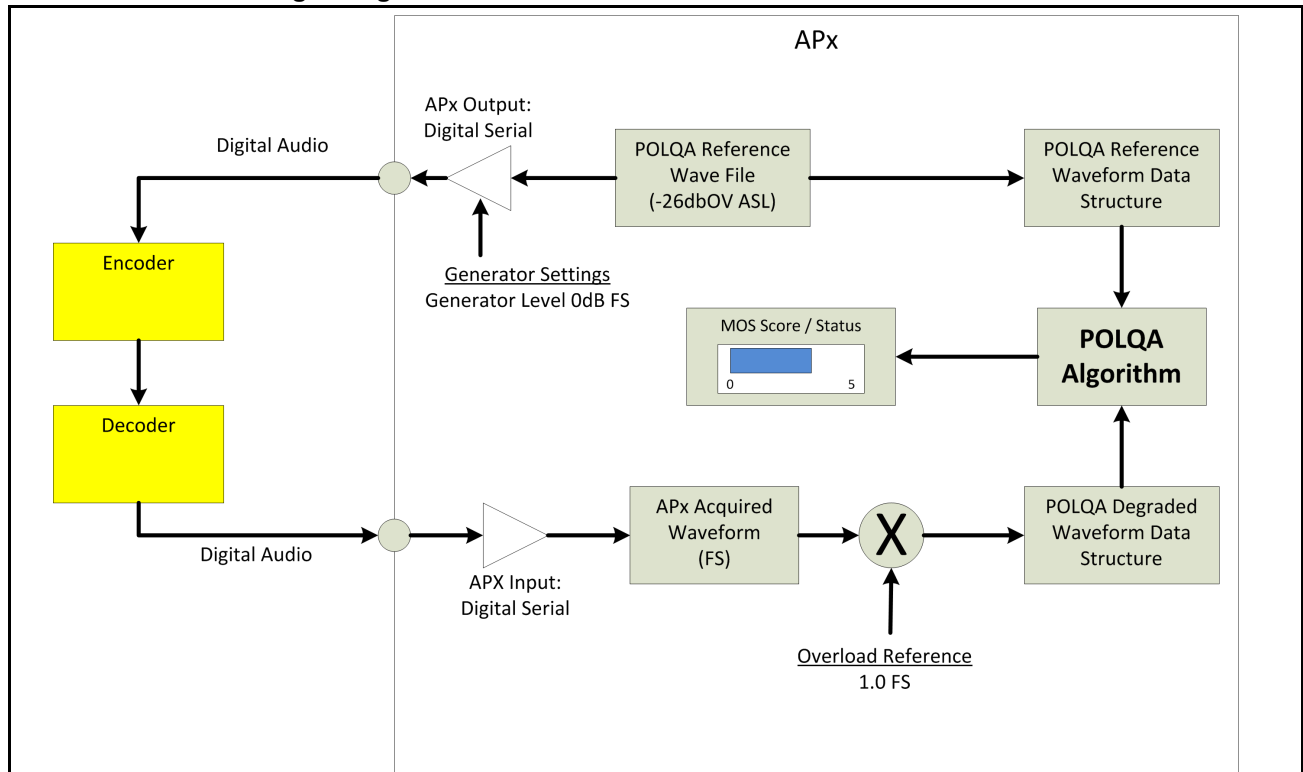 APx
APx Output:
Digital Serial
Digital Audio
POLQA Reference
Wave File
(-26dbOV ASL)
POLQA Reference
Waveform Data
Structure
Encoder
Generator Settings
Generator Level 0dB FS
MOS Score / Status
0 5
POLQA
Algorithm
Decoder
Digital Audio
APX Input:
Digital Serial
APx Acquired
Waveform
(FS)
X
POLQA Degraded
Waveform Data
Structure
Overload Reference
1.0 FS